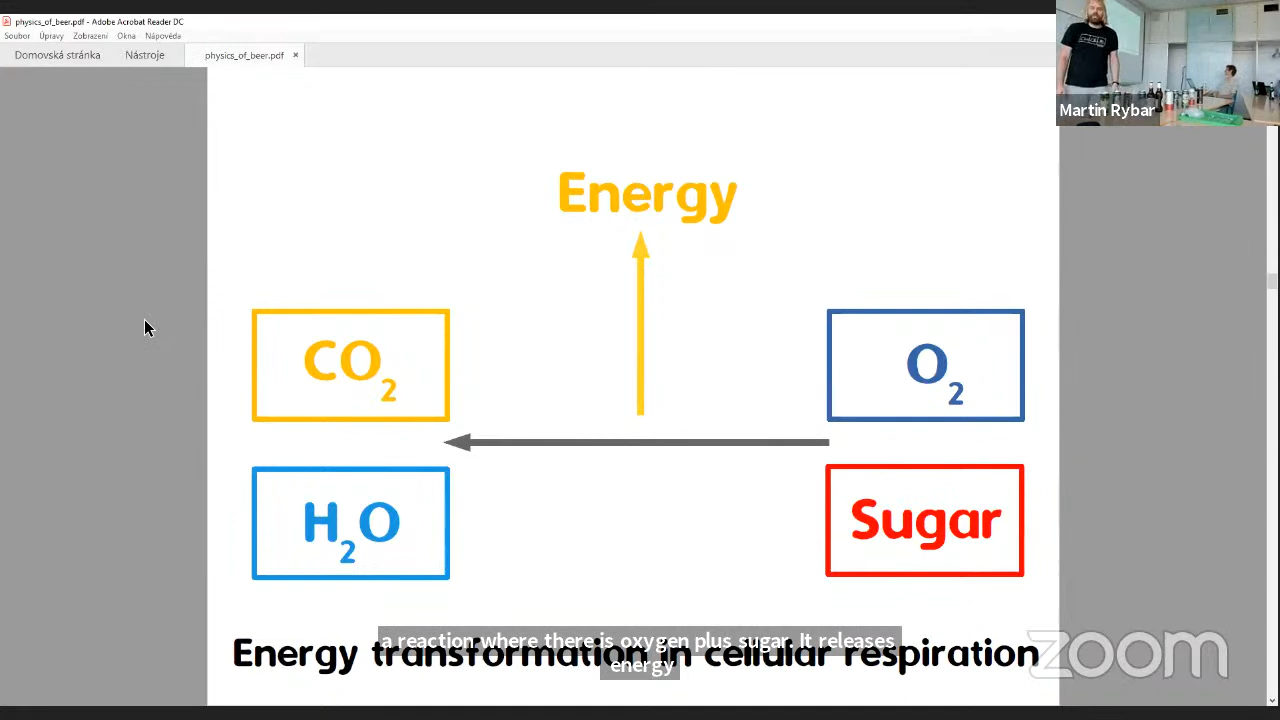 physics_of_beer.pdf - Adobe Acrobat Reader DC
Soubor Úpravy Zobrazení Okna Nápověda
Domovská stránka Nástroje physics_of_beer.pdf ×
Martin Rybar
Energy
CO2
O2
H2O
Sugar
a reaction where there is oxygen plus sugar. It releases
energy
Energy transformation in cellular respiration
zoom